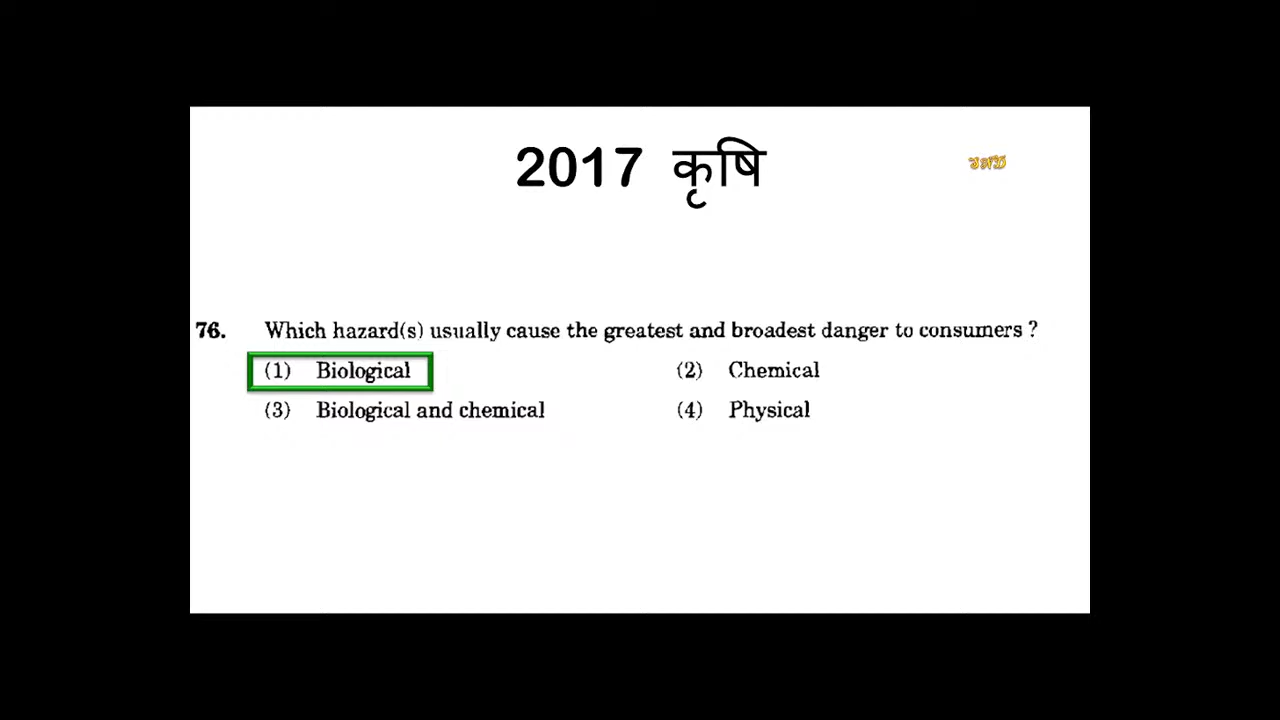 2017 कृषि
76. Which hazard(s) usually cause the greatest and broadest danger to consumers ?
(1) Biological (2) Chemical
(3) Biological and chemical (4) Physical